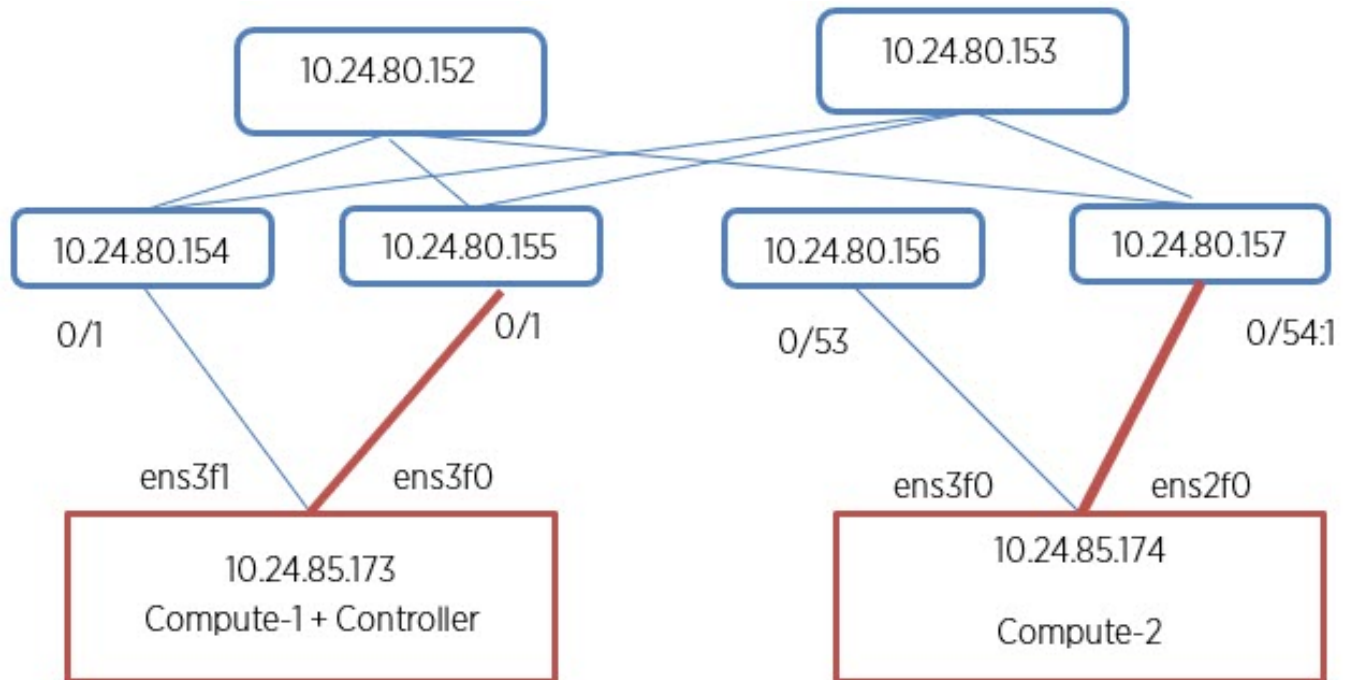 10.24.80.152
10.24.80.153
10.24.80.154
10.24.80.155
10.24.80.156
10.24.80.157
0/1
0/1
0/53
0/54:1
ens3f1
ens3f0
ens3f0
ens2f0
10.24.85.173
Compute-1 + Controller
10.24.85.174
Compute-2